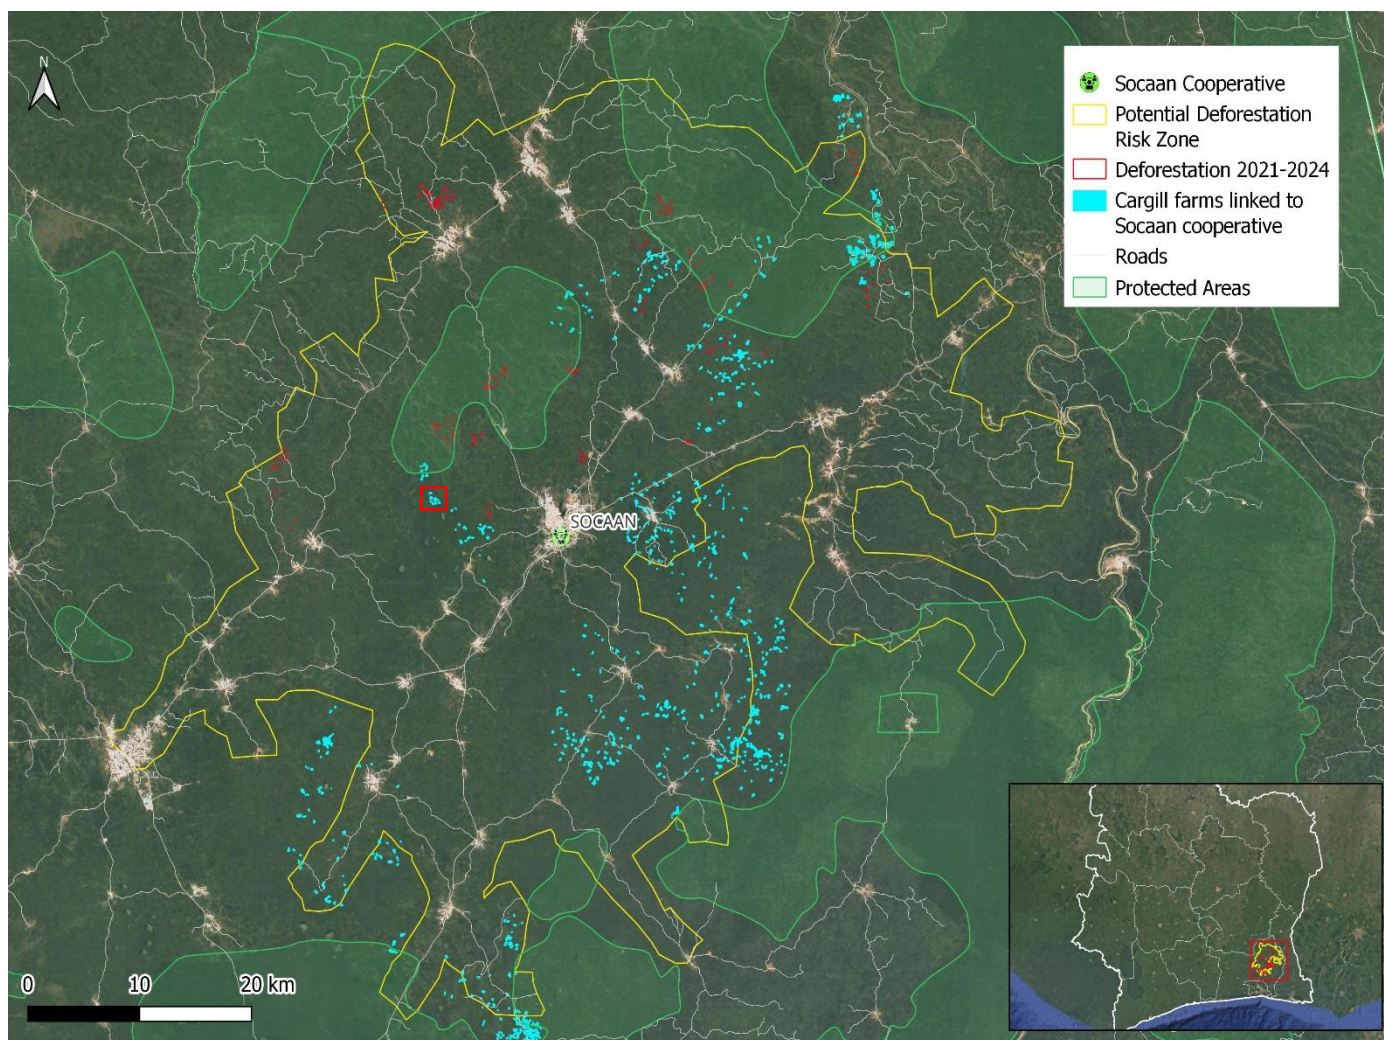 N
Socaan Cooperative
Potential Deforestation
Risk Zone
Deforestation 2021-2024
Cargill farms linked to
Socaan cooperative
Roads
Protected Areas
SOCAAN
0 10 20 km